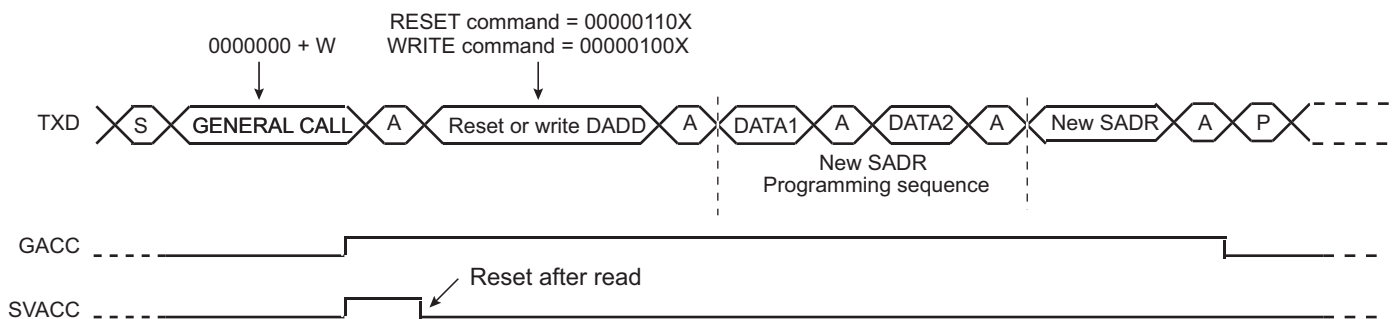 RESET command = 00000110X
0000000 + W
WRITE command = 00000100X
TXD
S
GENERAL CALL
A
Reset or write DADD
A
DATA1
A
DATA2
A
New SADR
A
P
New SADR
Programming sequence
GACC
Reset after read
SVACC